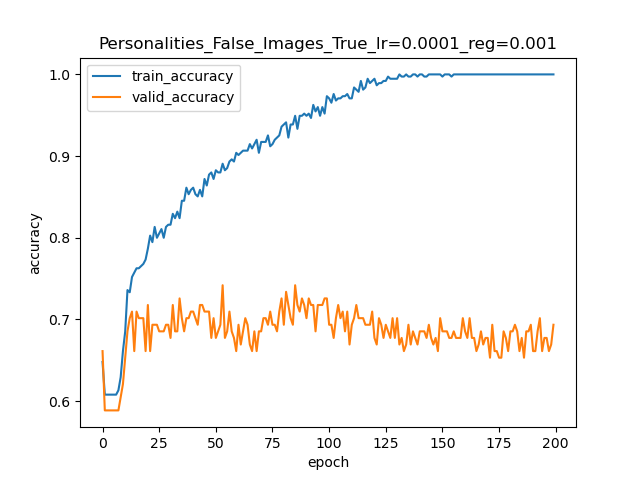 Personalities_False_Images_True_lr=0.0001_reg=0.001
train_accuracy
valid_accuracy
1.0
0.9
0.8
0.7
0.6
accuracy
0
25
50
75
100
125
150
175
200
epoch